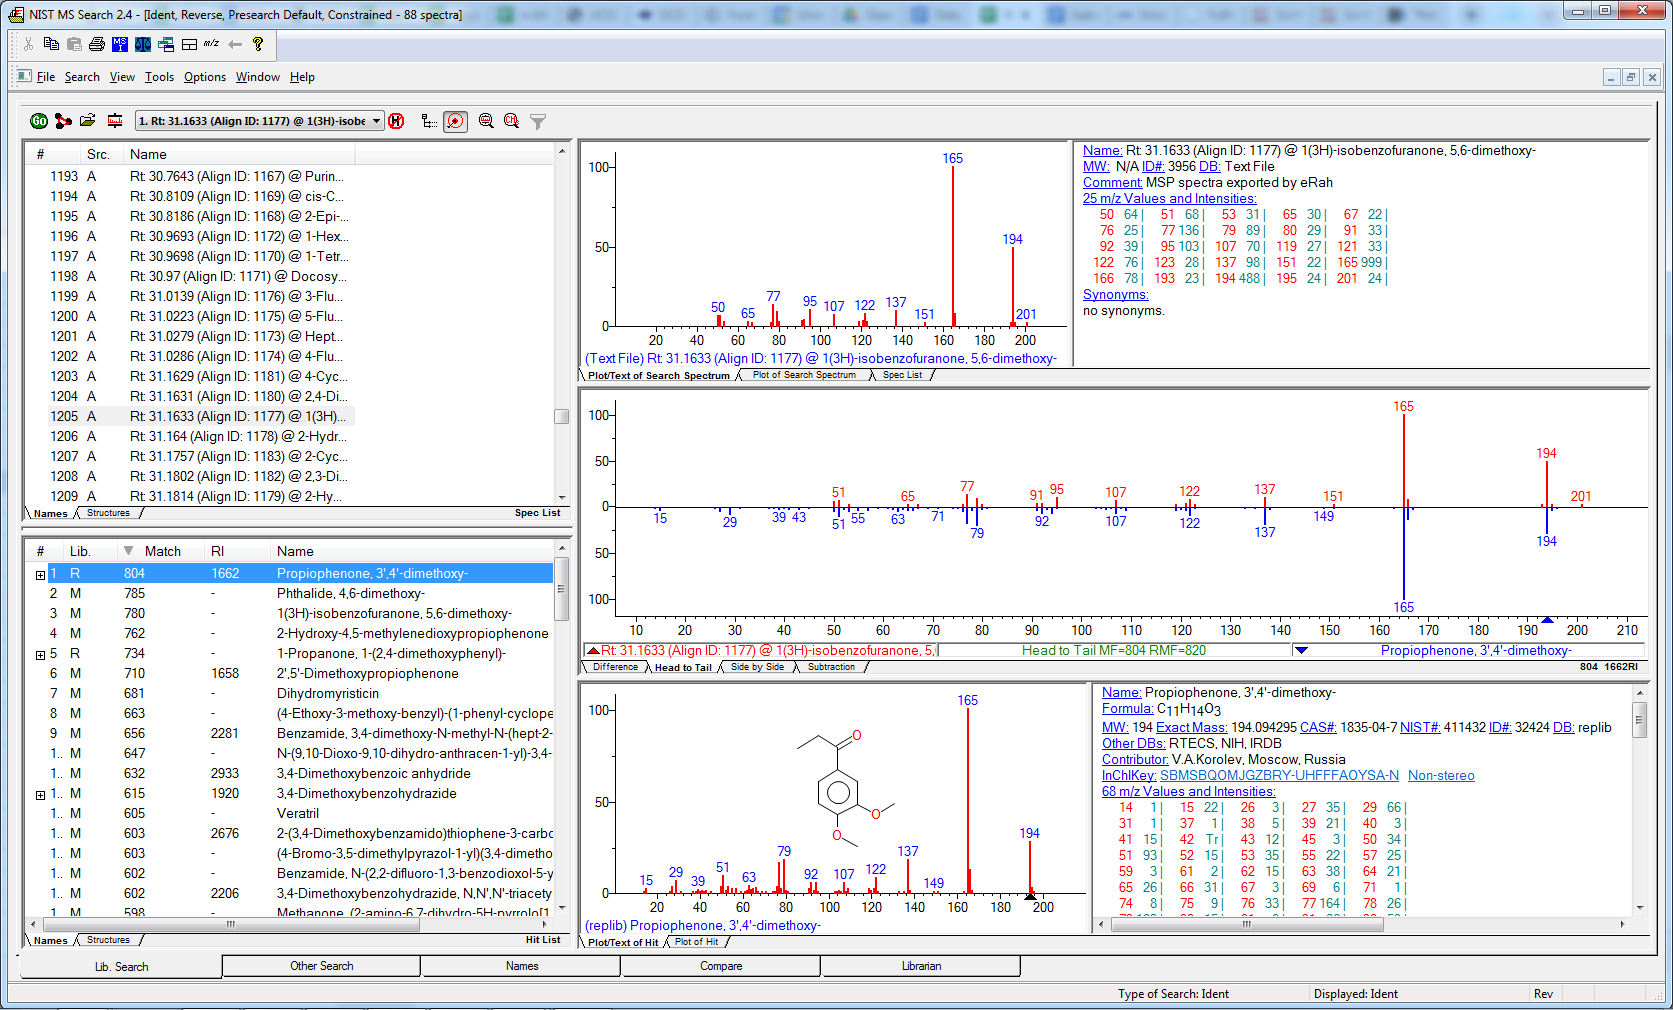 NIST MS Search 2.4 - [Ident, Reverse, Presearch Default, Constrained - 88 spectra]
File Search View Tools Options Window Help
1. Rt: 31.1633 (Align ID: 1177) @ 1(3H)-isobe
# Src. Name
1193 A Rt: 30.7643 (Align ID: 1167) @ Purin...
1194 A Rt: 30.8109 (Align ID: 1169) @ cis-C...
1195 A Rt: 30.8186 (Align ID: 1168) @ 2-Epi-...
1196 A Rt: 30.9693 (Align ID: 1172) @ 1-Hex...
1197 A Rt: 30.9698 (Align ID: 1170) @ 1-Tetr...
1198 A Rt: 30.97 (Align ID: 1171) @ Docosy...
1199 A Rt: 31.0139 (Align ID: 1176) @ 3-Flu...
1200 A Rt: 31.0223 (Align ID: 1175) @ 5-Flu...
1201 A Rt: 31.0279 (Align ID: 1173) @ Hept...
1202 A Rt: 31.0286 (Align ID: 1174) @ 4-Flu...
1203 A Rt: 31.1629 (Align ID: 1181) @ 4-Cyc...
1204 A Rt: 31.1631 (Align ID: 1180) @ 2,4-Di...
1205 A Rt: 31.1633 (Align ID: 1177) @ 1(3H)...
1206 A Rt: 31.164 (Align ID: 1178) @ 2-Hydr...
1207 A Rt: 31.1757 (Align ID: 1183) @ 2-Cyc...
1208 A Rt: 31.1802 (Align ID: 1182) @ 2,3-Di...
1209 A Rt: 31.1814 (Align ID: 1179) @ 2-Hy...
Names Structures Spec List
# Lib. Match RI Name
1 R 804 1662 Propiophenone, 3',4'-dimethoxy-
2 M 785 - Phthalide, 4,6-dimethoxy-
3 M 780 - 1(3H)-isobenzofuranone, 5,6-dimethoxy-
4 M 762 - 2-Hydroxy-4,5-methylenedioxypropiophenone
5 R 734 - 1-Propanone, 1-(2,4-dimethoxyphenyl)-
6 M 710 1658 2',5'-Dimethoxypropiophenone
7 M 681 - Dihydromyristicin
8 M 663 - (4-Ethoxy-3-methoxy-benzyl)-(1-phenyl-cyclope
9 M 656 2281 Benzamide, 3,4-dimethoxy-N-methyl-N-(hept-2-
1.. M 647 - N-(9,10-Dioxo-9,10-dihydro-anthracen-1-yl)-3,4-
1.. M 632 2933 3,4-Dimethoxybenzoic anhydride
1.. M 615 1920 3,4-Dimethoxybenzohydrazide
1.. M 605 - Veratril
1.. M 603 2676 2-(3,4-Dimethoxybenzamido)thiophene-3-carbo
1.. M 603 - (4-Bromo-3,5-dimethylpyrazol-1-yl)(3,4-dimetho
1.. M 602 - Benzamide, N-(2,2-difluoro-1,3-benzodioxol-5-y
1.. M 602 2206 3,4-Dimethoxybenzohydrazide, N,N',N'-triacety
1.. M 598 - Methanone, (2-amino-6,7-dihydro-5H-pyrrolo[1
Names Structures Hit List
100
50
0
50 65 77 95 107 122 137 151 165 194 201
20 40 60 80 100 120 140 160 180 200
(Text File) Rt: 31.1633 (Align ID: 1177) @ 1(3H)-isobenzofuranone, 5,6-dimethoxy-
Plot/Text of Search Spectrum Plot of Search Spectrum Spec List
Name: Rt: 31.1633 (Align ID: 1177) @ 1(3H)-isobenzofuranone, 5,6-dimethoxy-
MW: N/A ID#: 3956 DB: Text File
Comment: MSP spectra exported by eRah
25 m/z Values and Intensities:
50 64 | 51 68 | 53 31 | 65 30 | 67 22 |
76 25 | 77 136 | 79 89 | 80 29 | 91 33 |
92 39 | 95 103 | 107 70 | 119 27 | 121 33 |
122 76 | 123 28 | 137 98 | 151 22 | 165 999 |
166 78 | 193 23 | 194 488 | 195 24 | 201 24 |
Synonyms:
no synonyms.
100
50
0
50
100
51 65 77 91 95 107 122 137 151 165 194 201
15 29 39 43 51 55 63 71 79 92 107 122 137 149 165 194
10 20 30 40 50 60 70 80 90 100 110 120 130 140 150 160 170 180 190 200 210
Rt: 31.1633 (Align ID: 1177) @ 1(3H)-isobenzofuranone, 5,( Head to Tail MF=804 RMF=820 Propiophenone, 3',4'-dimethoxy-
Difference Head to Tail Side by Side Subtraction 804 1662RI
100
50
0
15 29 39 51 63 79 92 107 122 137 149 165 194
O
O
O
20 40 60 80 100 120 140 160 180 200
(replib) Propiophenone, 3',4'-dimethoxy-
Plot/Text of Hit Plot of Hit
Name: Propiophenone, 3',4'-dimethoxy-
Formula: C11H14O3
MW: 194 Exact Mass: 194.094295 CAS#: 1835-04-7 NIST#: 411432 ID#: 32424 DB: replib
Other DBs: RTECS, NIH, IRDB
Contributor: V.A.Korolev, Moscow, Russia
InChIKey: SBMSBQOMJGZBRY-UHFFFAOYSA-N Non-stereo
68 m/z Values and Intensities:
14 1 | 15 22 | 26 3 | 27 35 | 29 66 |
31 1 | 37 1 | 38 5 | 39 21 | 40 3 |
41 15 | 42 Tr | 43 12 | 45 3 | 50 34 |
51 93 | 52 15 | 53 35 | 55 22 | 57 25 |
59 3 | 61 2 | 62 15 | 63 38 | 64 21 |
65 26 | 66 31 | 67 3 | 69 6 | 71 1 |
74 8 | 75 9 | 76 33 | 77 164 | 78 26 |
Lib. Search Other Search Names Compare Librarian
Type of Search: Ident Displayed: Ident Rev